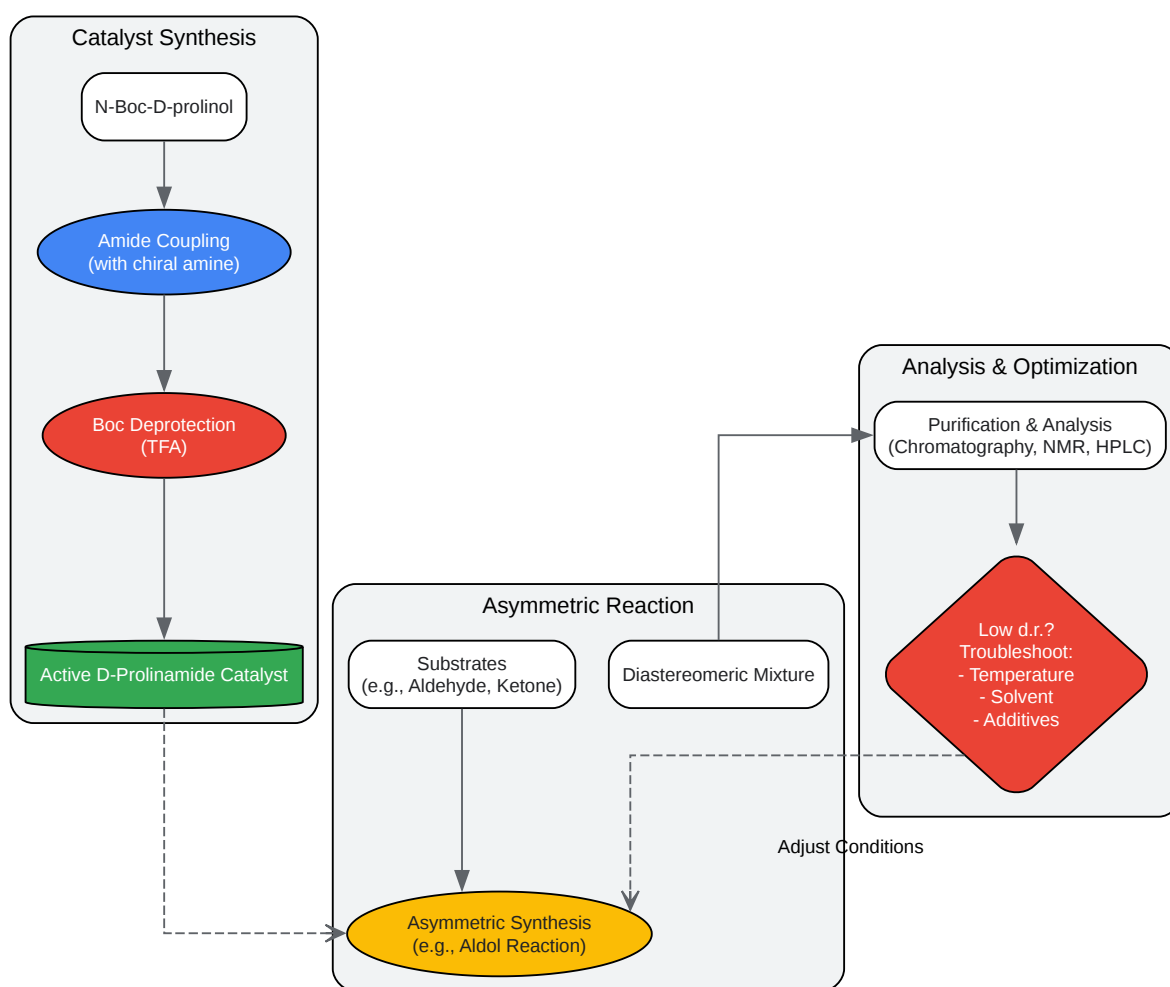 Catalyst Synthesis
N-Boc-D-prolinol
Amide Coupling
(with chiral amine)
Boc Deprotection
(TFA)
Active D-Prolinamide Catalyst
Asymmetric Reaction
Substrates
(e.g., Aldehyde, Ketone)
Diastereomeric Mixture
Asymmetric Synthesis
(e.g., Aldol Reaction)
Analysis & Optimization
Purification & Analysis
(Chromatography, NMR, HPLC)
Low d.r.?
Troubleshoot:
- Temperature
- Solvent
- Additives
Adjust Conditions